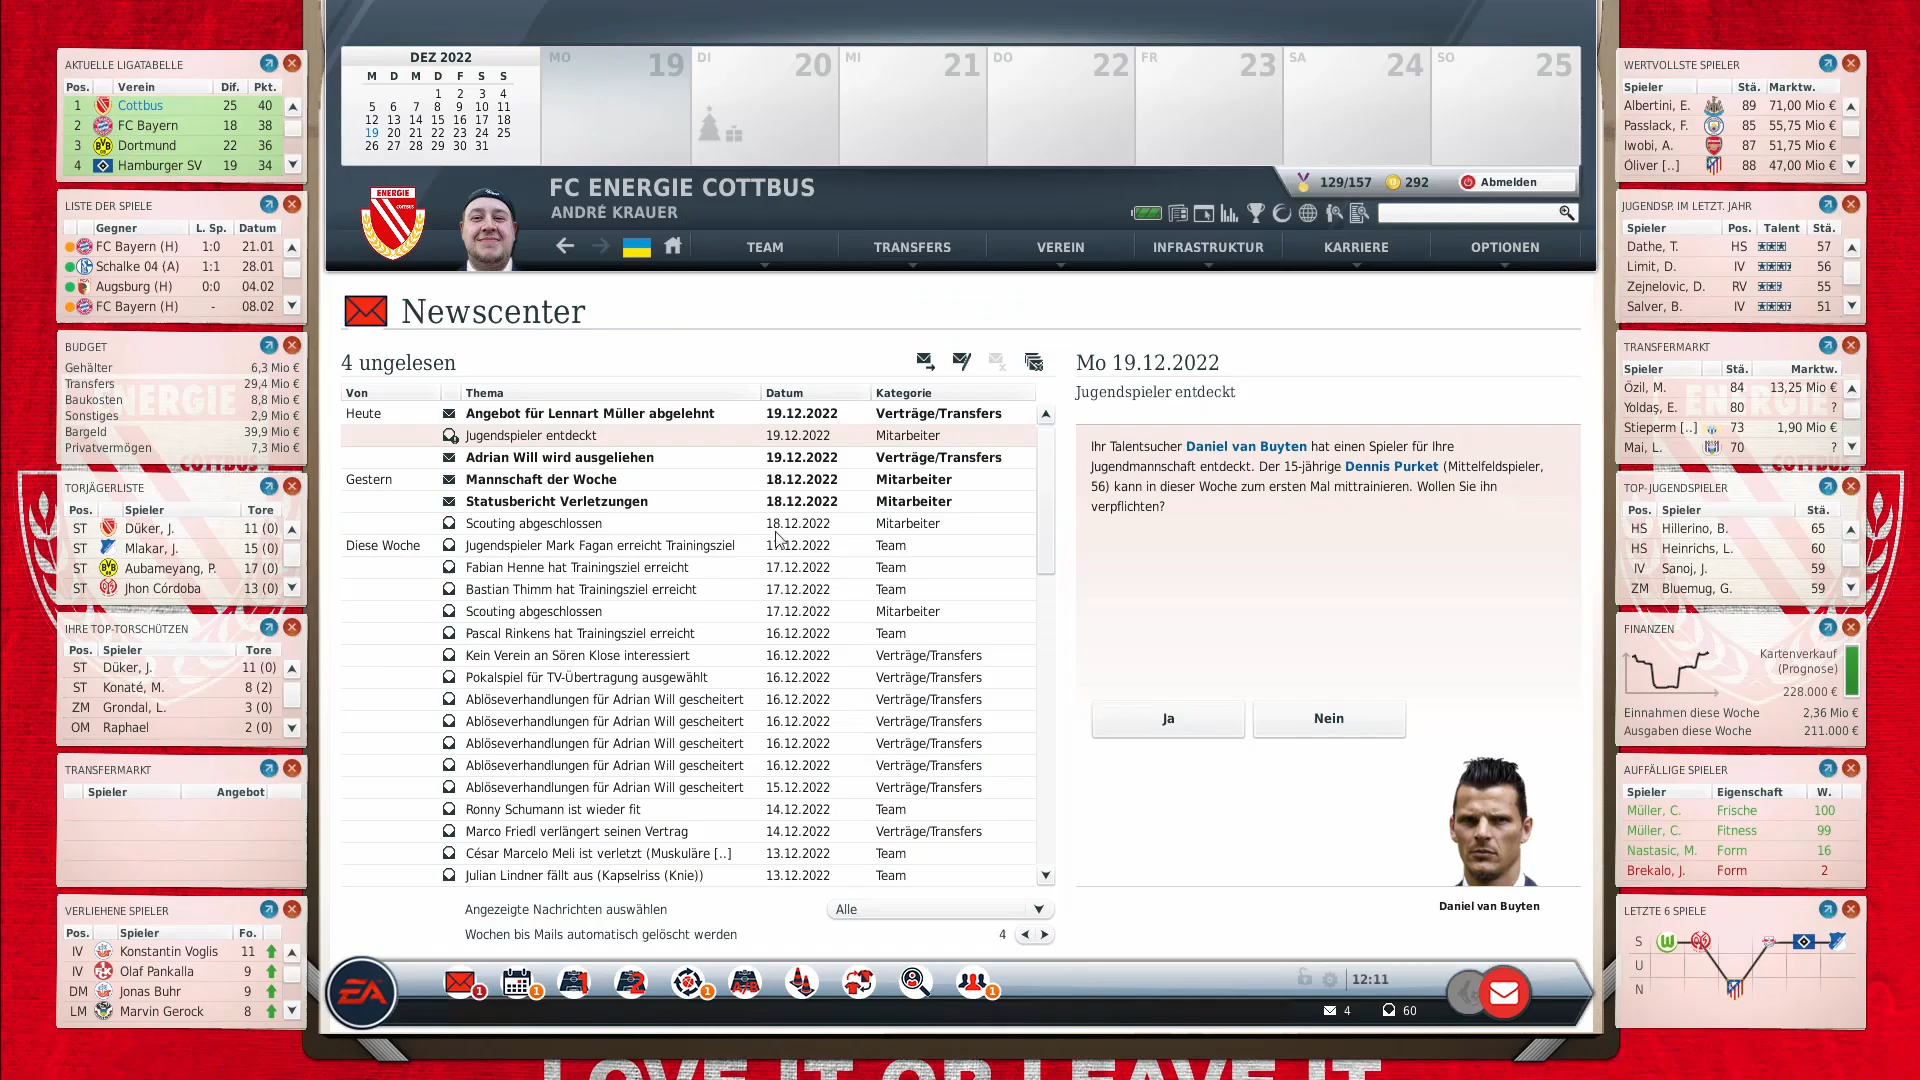 AKTUELLE LIGATABELLE
Pos. Verein Dif. Pkt.
1 Cottbus 25 40
2 FC Bayern 18 38
3 Dortmund 22 36
4 Hamburger SV 19 34
LISTE DER SPIELE
Gegner L. Sp. Datum
FC Bayern (H) 1:0 21.01
Schalke 04 (A) 1:1 28.01
Augsburg (H) 0:0 04.02
FC Bayern (H) - 08.02
BUDGET
Gehälter 6,3 Mio €
Transfers 29,4 Mio €
Baukosten 8,8 Mio €
Sonstiges 2,9 Mio €
Bargeld 39,9 Mio €
Privatvermögen 7,3 Mio €
TORJÄGERLISTE
Pos. Spieler Tore
ST Düker, J. 11 (0)
ST Mlakar, J. 15 (0)
ST Aubameyang, P. 17 (0)
ST Jhon Córdoba 13 (0)
IHRE TOP-TORSCHÜTZEN
Pos. Spieler Tore
ST Düker, J. 11 (0)
ST Konaté, M. 8 (2)
ZM Grondal, L. 3 (0)
OM Raphael 2 (0)
TRANSFERMARKT
Spieler Angebot
VERLIEHENE SPIELER
Pos. Spieler Fo.
IV Konstantin Voglis 11
IV Olaf Pankalla 9
DM Jonas Buhr 9
LM Marvin Gerock 8
DEZ 2022
M D M D F S S
1 2 3 4
5 6 7 8 9 10 11
12 13 14 15 16 17 18
19 20 21 22 23 24 25
26 27 28 29 30 31
MO 19 DI 20 MI 21 DO 22 FR 23 SA 24 SO 25
FC ENERGIE COTTBUS
ANDRÉ KRAUER
ENERGIE
COTTBUS
129/157 292 Abmelden
TEAM TRANSFERS VEREIN INFRASTRUKTUR KARRIERE OPTIONEN
Newscenter
4 ungelesen
Von Thema Datum Kategorie
Heute Angebot für Lennart Müller abgelehnt 19.12.2022 Verträge/Transfers
Jugendspieler entdeckt 19.12.2022 Mitarbeiter
Adrian Will wird ausgeliehen 19.12.2022 Verträge/Transfers
Gestern Mannschaft der Woche 18.12.2022 Mitarbeiter
Statusbericht Verletzungen 18.12.2022 Mitarbeiter
Scouting abgeschlossen 18.12.2022 Mitarbeiter
Diese Woche Jugendspieler Mark Fagan erreicht Trainingsziel 17.12.2022 Team
Fabian Henne hat Trainingsziel erreicht 17.12.2022 Team
Bastian Thimm hat Trainingsziel erreicht 17.12.2022 Team
Scouting abgeschlossen 17.12.2022 Mitarbeiter
Pascal Rinkens hat Trainingsziel erreicht 16.12.2022 Team
Kein Verein an Sören Klose interessiert 16.12.2022 Verträge/Transfers
Pokalspiel für TV-Übertragung ausgewählt 16.12.2022 Verträge/Transfers
Ablöseverhandlungen für Adrian Will gescheitert 16.12.2022 Verträge/Transfers
Ablöseverhandlungen für Adrian Will gescheitert 16.12.2022 Verträge/Transfers
Ablöseverhandlungen für Adrian Will gescheitert 16.12.2022 Verträge/Transfers
Ablöseverhandlungen für Adrian Will gescheitert 16.12.2022 Verträge/Transfers
Ablöseverhandlungen für Adrian Will gescheitert 15.12.2022 Verträge/Transfers
Ronny Schumann ist wieder fit 14.12.2022 Team
Marco Friedl verlängert seinen Vertrag 14.12.2022 Verträge/Transfers
César Marcelo Meli ist verletzt (Muskuläre [..] 13.12.2022 Team
Julian Lindner fällt aus (Kapselriss (Knie)) 13.12.2022 Team
Angezeigte Nachrichten auswählen Alle
Wochen bis Mails automatisch gelöscht werden 4
Mo 19.12.2022
Jugendspieler entdeckt
Ihr Talentsucher Daniel van Buyten hat einen Spieler für Ihre
Jugendmannschaft entdeckt. Der 15-jährige Dennis Purket (Mittelfeldspieler,
56) kann in dieser Woche zum ersten Mal mittrainieren. Wollen Sie ihn
verpflichten?
Ja Nein
Daniel van Buyten
EA 1 1 1 2 1 A/B 1 12:11
4 60
WERTVOLLSTE SPIELER
Spieler Stä. Marktw.
Albertini, E. 89 71,00 Mio €
Passlack, F. 85 55,75 Mio €
Iwobi, A. 87 51,75 Mio €
Óliver [..] 88 47,00 Mio €
JUGENDSP. IM LETZT. JAHR
Spieler Pos. Talent Stä.
Dathe, T. HS 57
Limit, D. IV 56
Zejnelovic, D. RV 55
Salver, B. IV 51
TRANSFERMARKT
Spieler Stä. Marktw.
Özil, M. 84 13,25 Mio €
Yoldaş, E. 80 ?
Stieperm [..] 73 1,90 Mio €
Mai, L. 70 ?
TOP-JUGENDSPIELER
Pos. Spieler Stä.
HS Hillerino, B. 65
HS Heinrichs, L. 60
IV Sanoj, J. 59
ZM Bluemug, G. 59
FINANZEN
Kartenverkauf
(Prognose)
228.000 €
Einnahmen diese Woche 2,36 Mio €
Ausgaben diese Woche 211.000 €
AUFFÄLLIGE SPIELER
Spieler Eigenschaft W.
Müller, C. Frische 100
Müller, C. Fitness 99
Nastasic, M. Form 16
Brekalo, J. Form 2
LETZTE 6 SPIELE
S
U
N
LOVE IT OR LEAVE IT